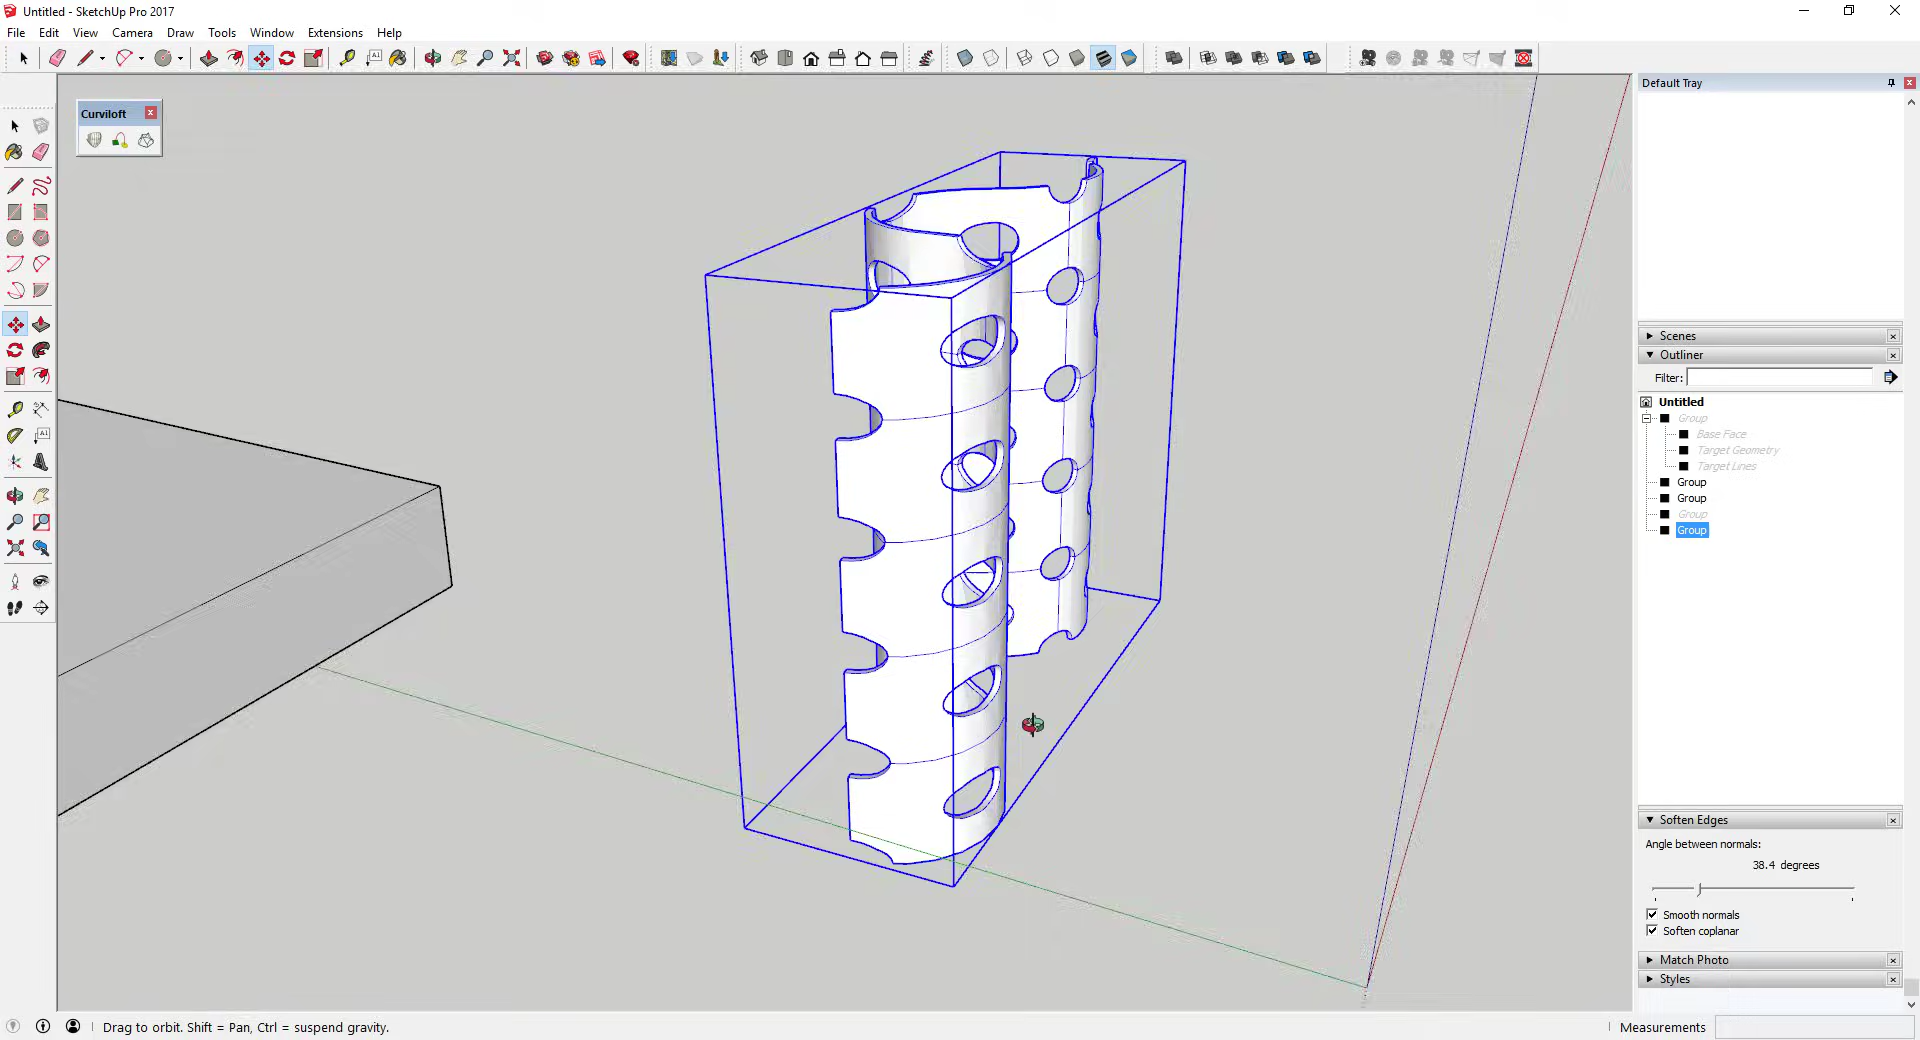 Untitled - SketchUp Pro 2017
File Edit View Camera Draw Tools Window Extensions Help
Default Tray
Curviloft
Scenes
Outliner
Filter:
Untitled
Group
Base Face
Target Geometry
Target Lines
Group
Group
Group
Group
Soften Edges
Angle between normals:
38.4 degrees
Smooth normals
Soften coplanar
Match Photo
Styles
Drag to orbit. Shift = Pan, Ctrl = suspend gravity.
Measurements